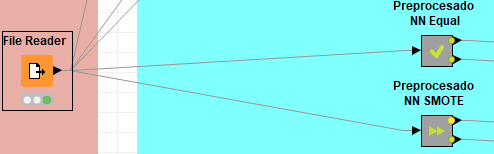 Preprocesado
NN Equal
File Reader
Preprocesado
NN SMOTE